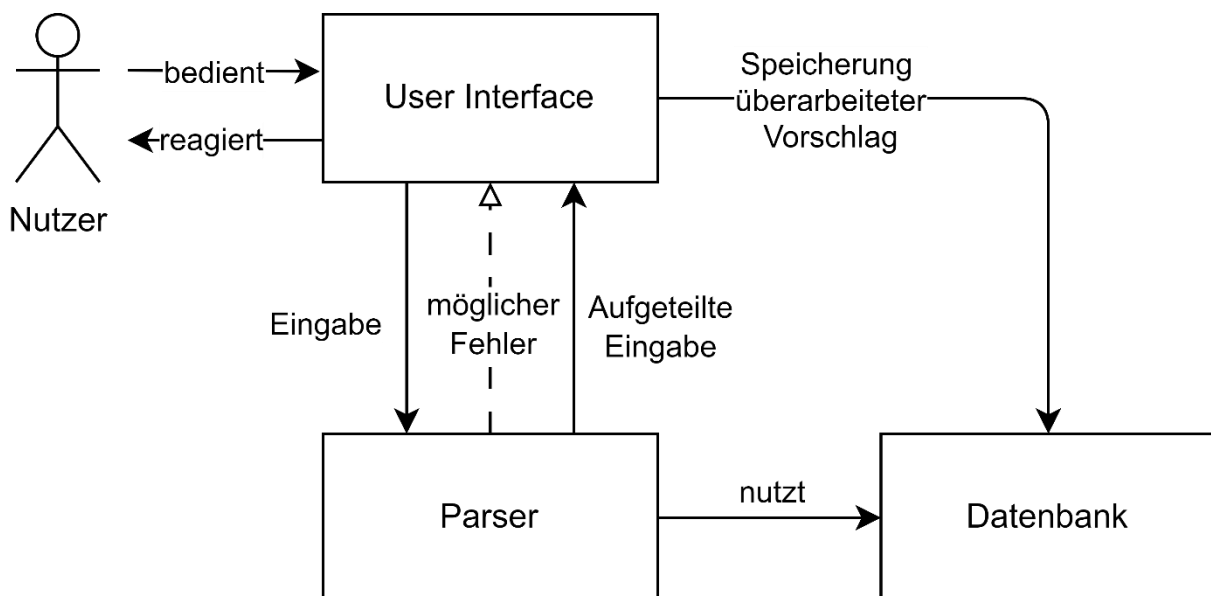 bedient
User Interface
Speicherung
überarbeiteter
Vorschlag
reagiert
Nutzer
Eingabe
möglicher
Fehler
Aufgeteilte
Eingabe
Parser
nutzt
Datenbank